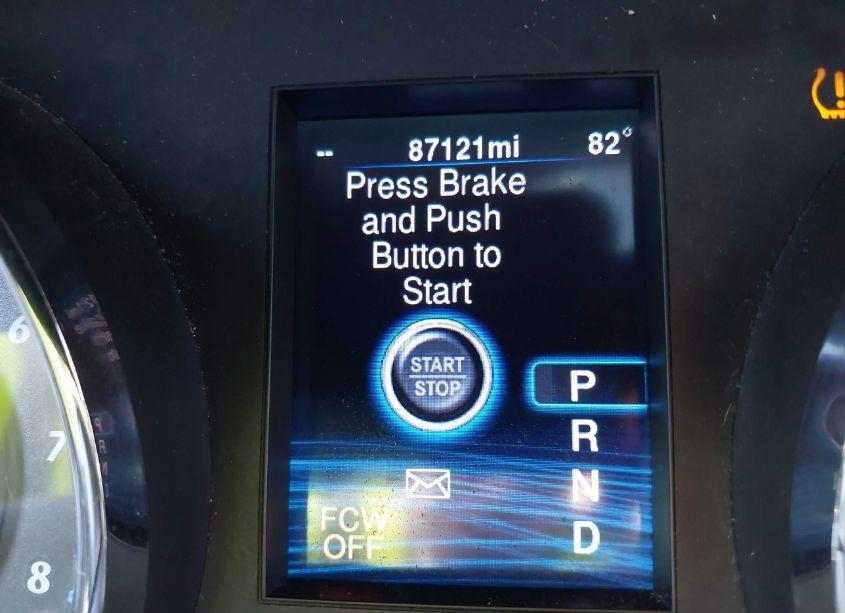 -- 87121mi 82°
Press Brake
and Push
Button to
Start
START
STOP
P
R
N
D
FCW
OFF
6
7
8